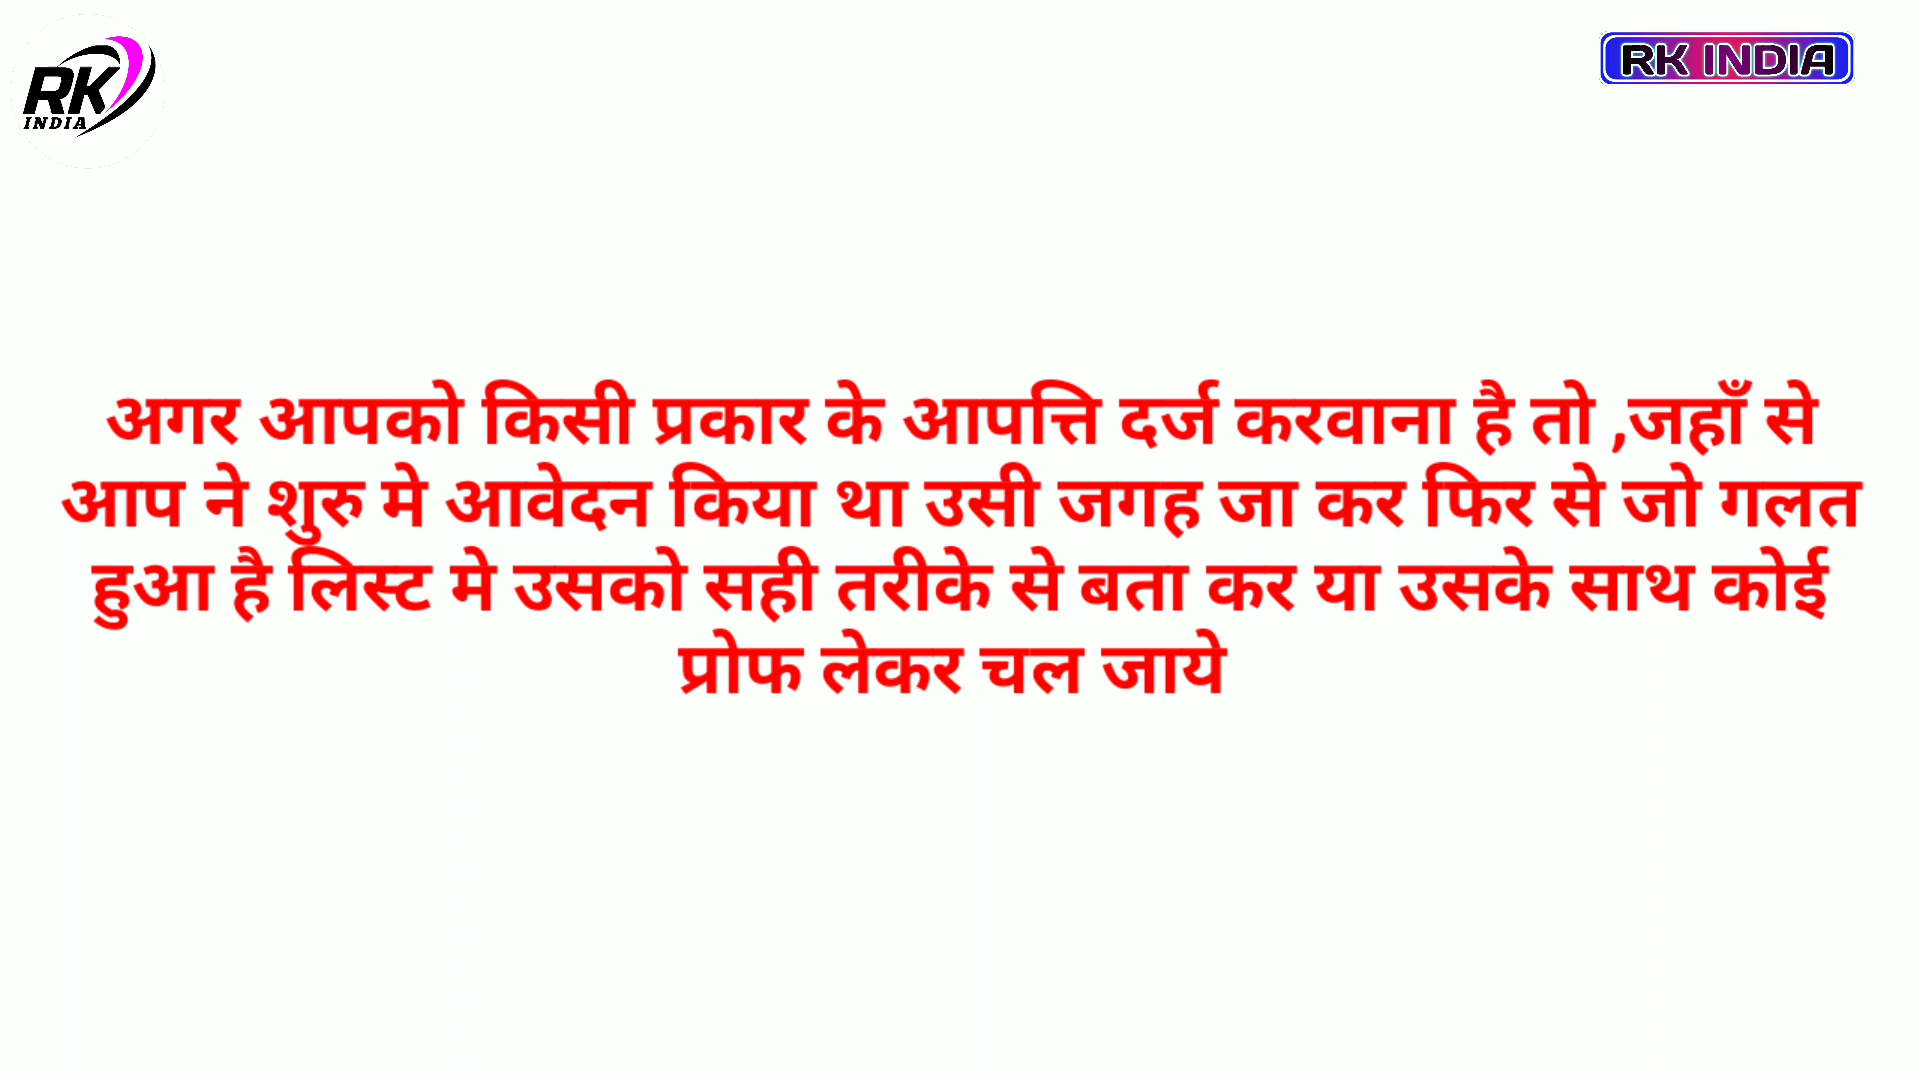 RK
INDIA
RK INDIA
अगर आपको किसी प्रकार के आपत्ति दर्ज करवाना है तो ,जहाँ से
आप ने शुरु मे आवेदन किया था उसी जगह जा कर फिर से जो गलत
हुआ है लिस्ट मे उसको सही तरीके से बता कर या उसके साथ कोई
प्रोफ लेकर चल जाये